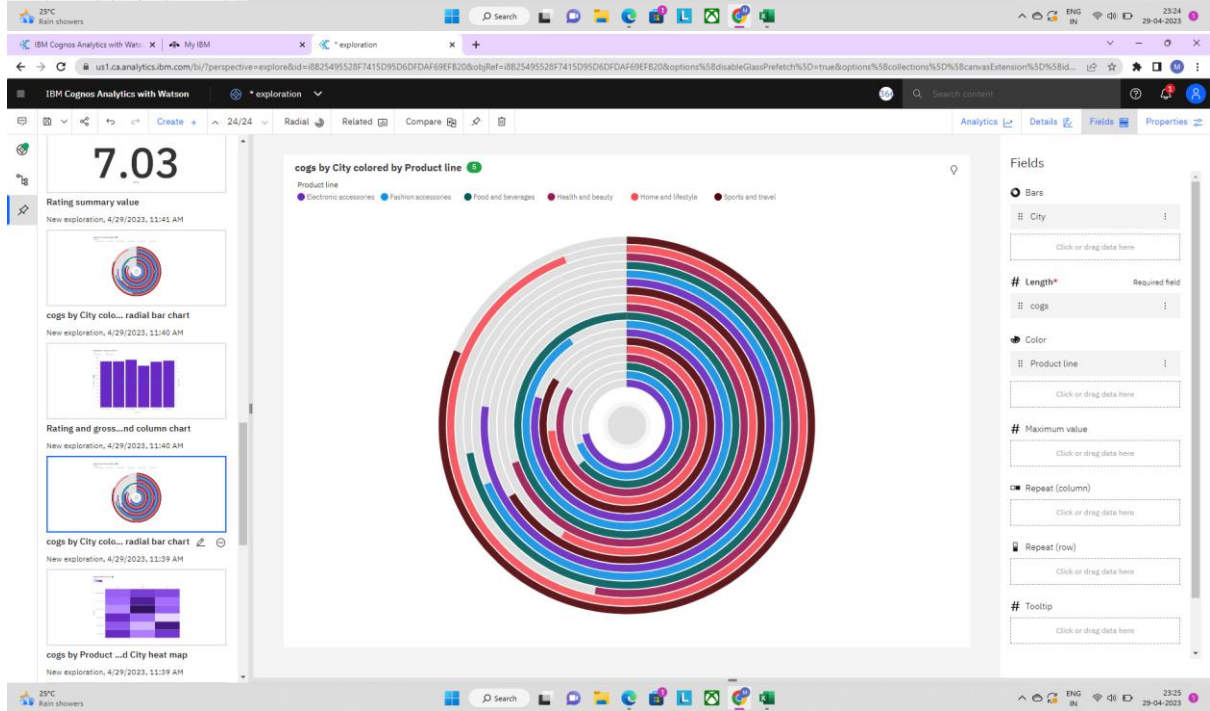 25°C
Rain showers
Search
ENG
IN
23:24
29-04-2023
IBM Cognos Analytics with Wats
My IBM
* exploration
us1.ca.analytics.ibm.com/bi/?perspective=explore&id=i8B25495528F7415D95D6DFDAF69EFB20&objRef=i8B25495528F7415D95D6DFDAF69EFB20&options%5BdisableGlassPrefetch%5D=true&options%5Bcollections%5D%5BcanvasExtension%5D%5Bid...
IBM Cognos Analytics with Watson
* exploration
Search content
Create +
24/24
Radial
Related
Compare
Analytics
Details
Fields
Properties
7.03
Rating summary value
New exploration, 4/29/2023, 11:41 AM
cogs by City colo... radial bar chart
New exploration, 4/29/2023, 11:40 AM
Rating and gross...nd column chart
New exploration, 4/29/2023, 11:40 AM
cogs by City colo... radial bar chart
New exploration, 4/29/2023, 11:39 AM
cogs by Product ...d City heat map
New exploration, 4/29/2023, 11:39 AM
cogs by City colored by Product line 5
Product line
Electronic accessories Fashion accessories Food and beverages Health and beauty Home and lifestyle Sports and travel
Fields
Bars
City
Click or drag data here
# Length* Required field
cogs
Color
Product line
Click or drag data here
# Maximum value
Click or drag data here
Repeat (column)
Click or drag data here
Repeat (row)
Click or drag data here
# Tooltip
Click or drag data here
25°C
Rain showers
Search
ENG
IN
23:25
29-04-2023